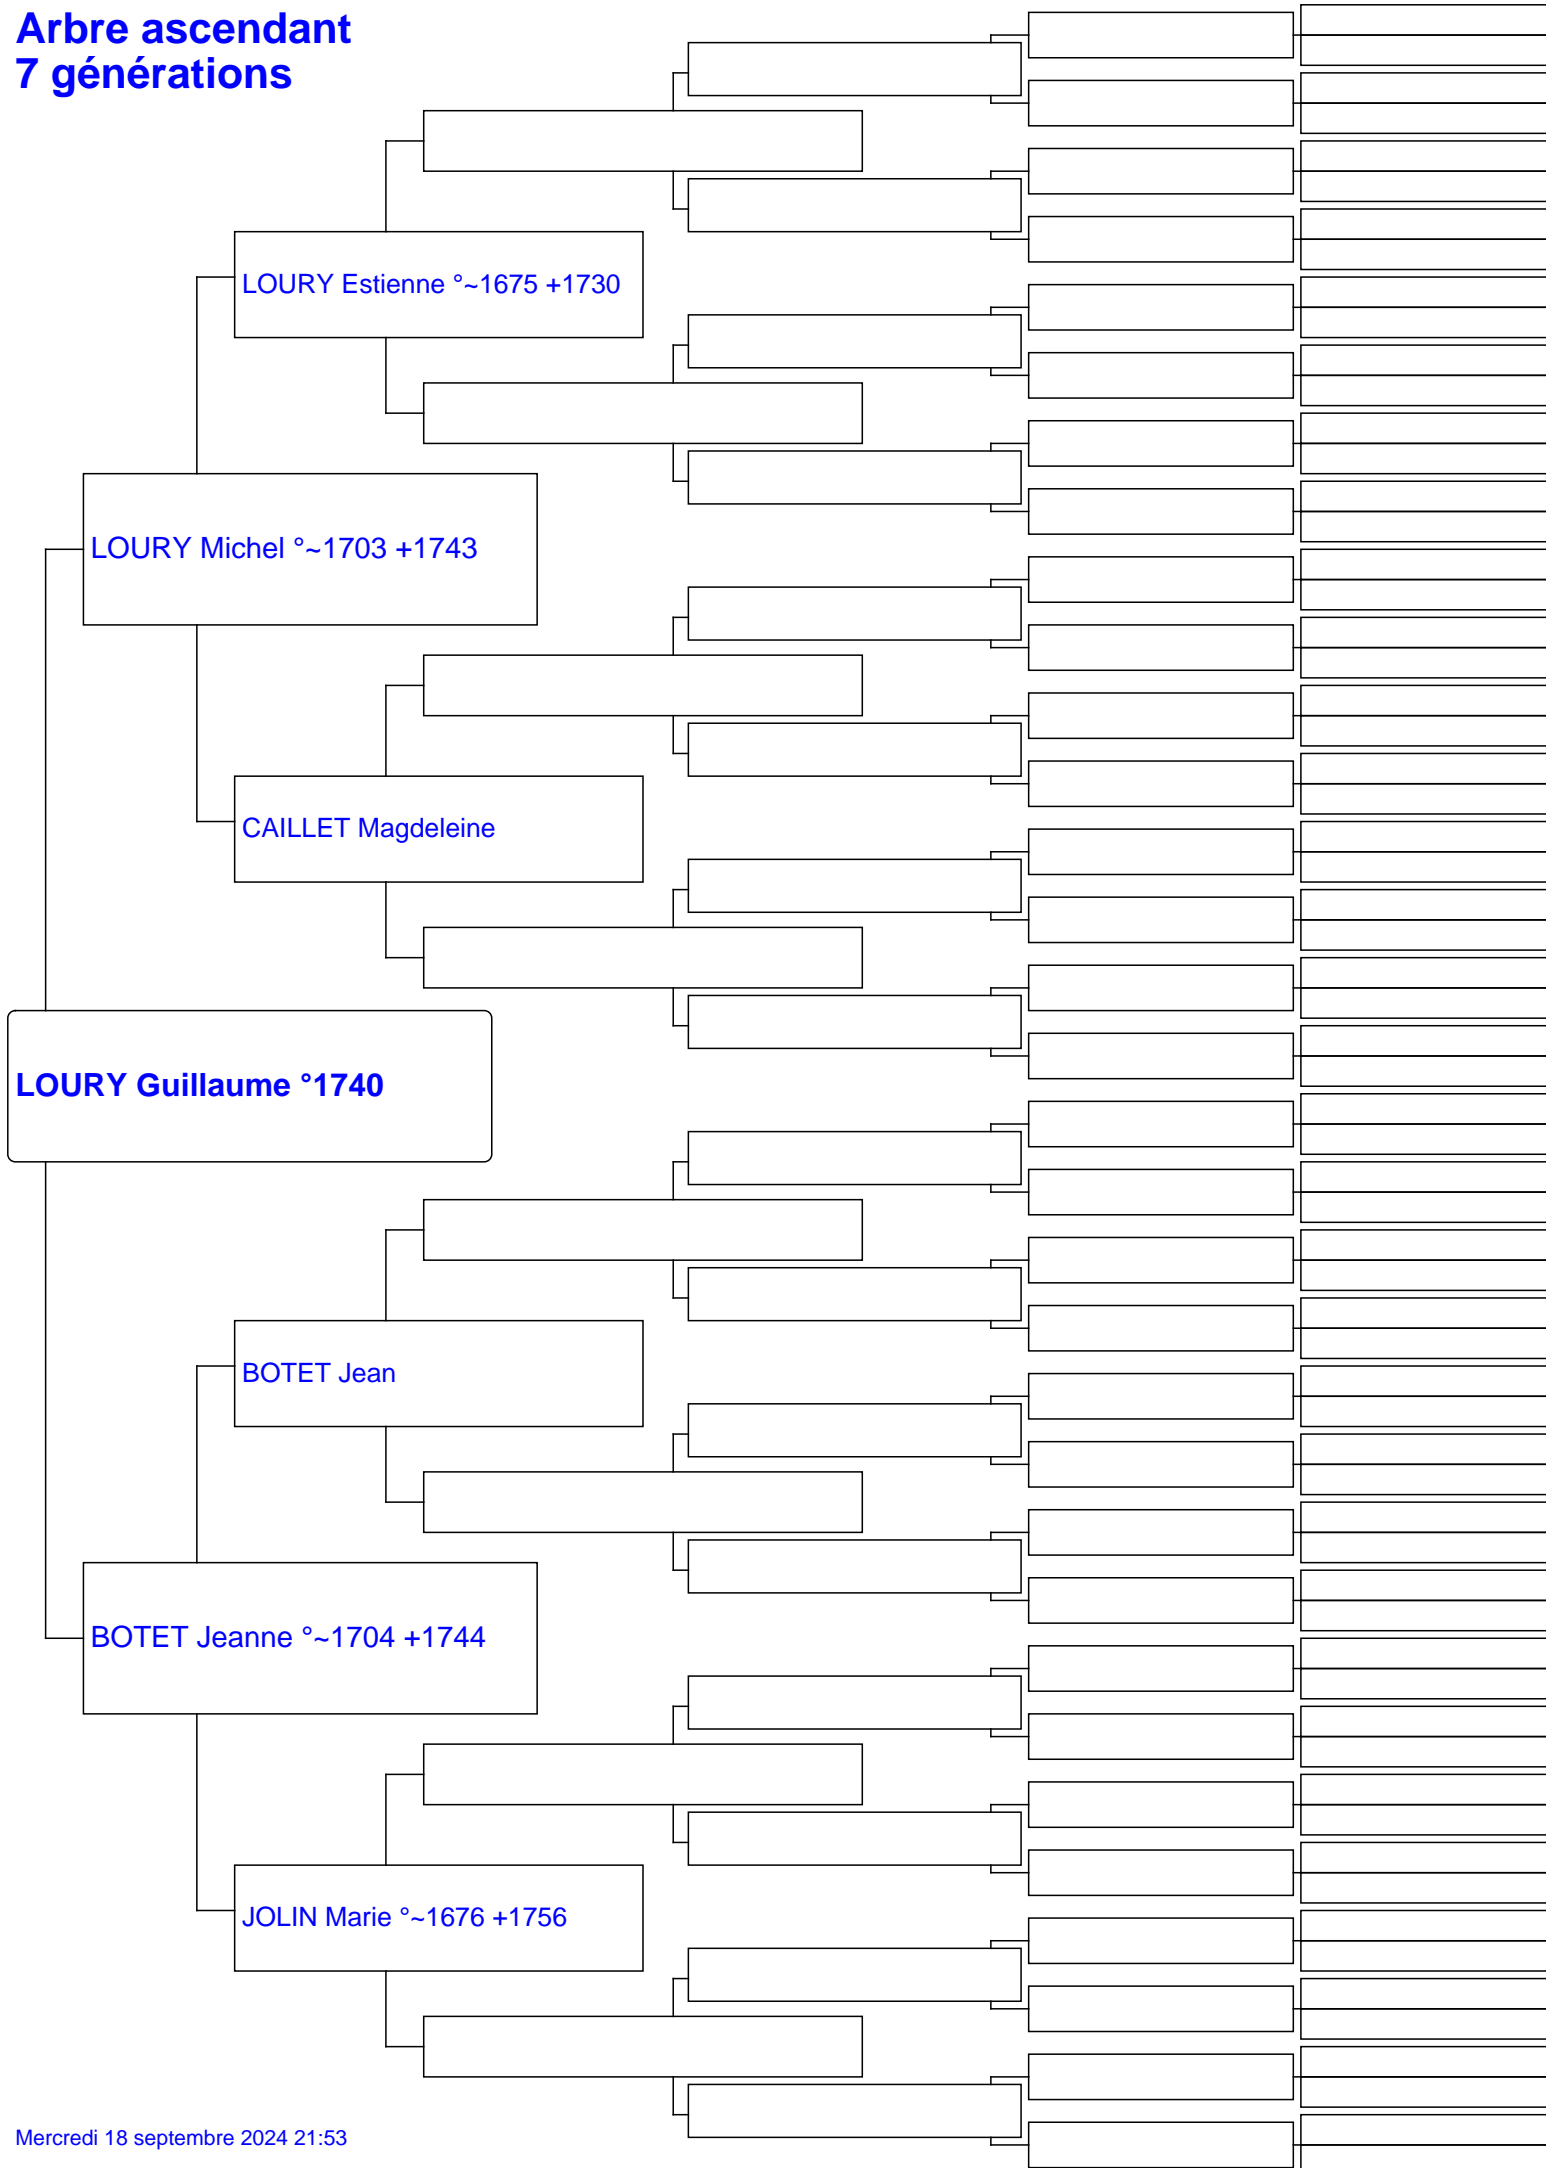 Arbre ascendant
7 générations
LOURY Estienne °~1675 +1730
LOURY Michel °~1703 +1743
CAILLET Magdeleine
LOURY Guillaume °1740
BOTET Jean
BOTET Jeanne °~1704 +1744
JOLIN Marie °~1676 +1756
Mercredi 18 septembre 2024 21:53